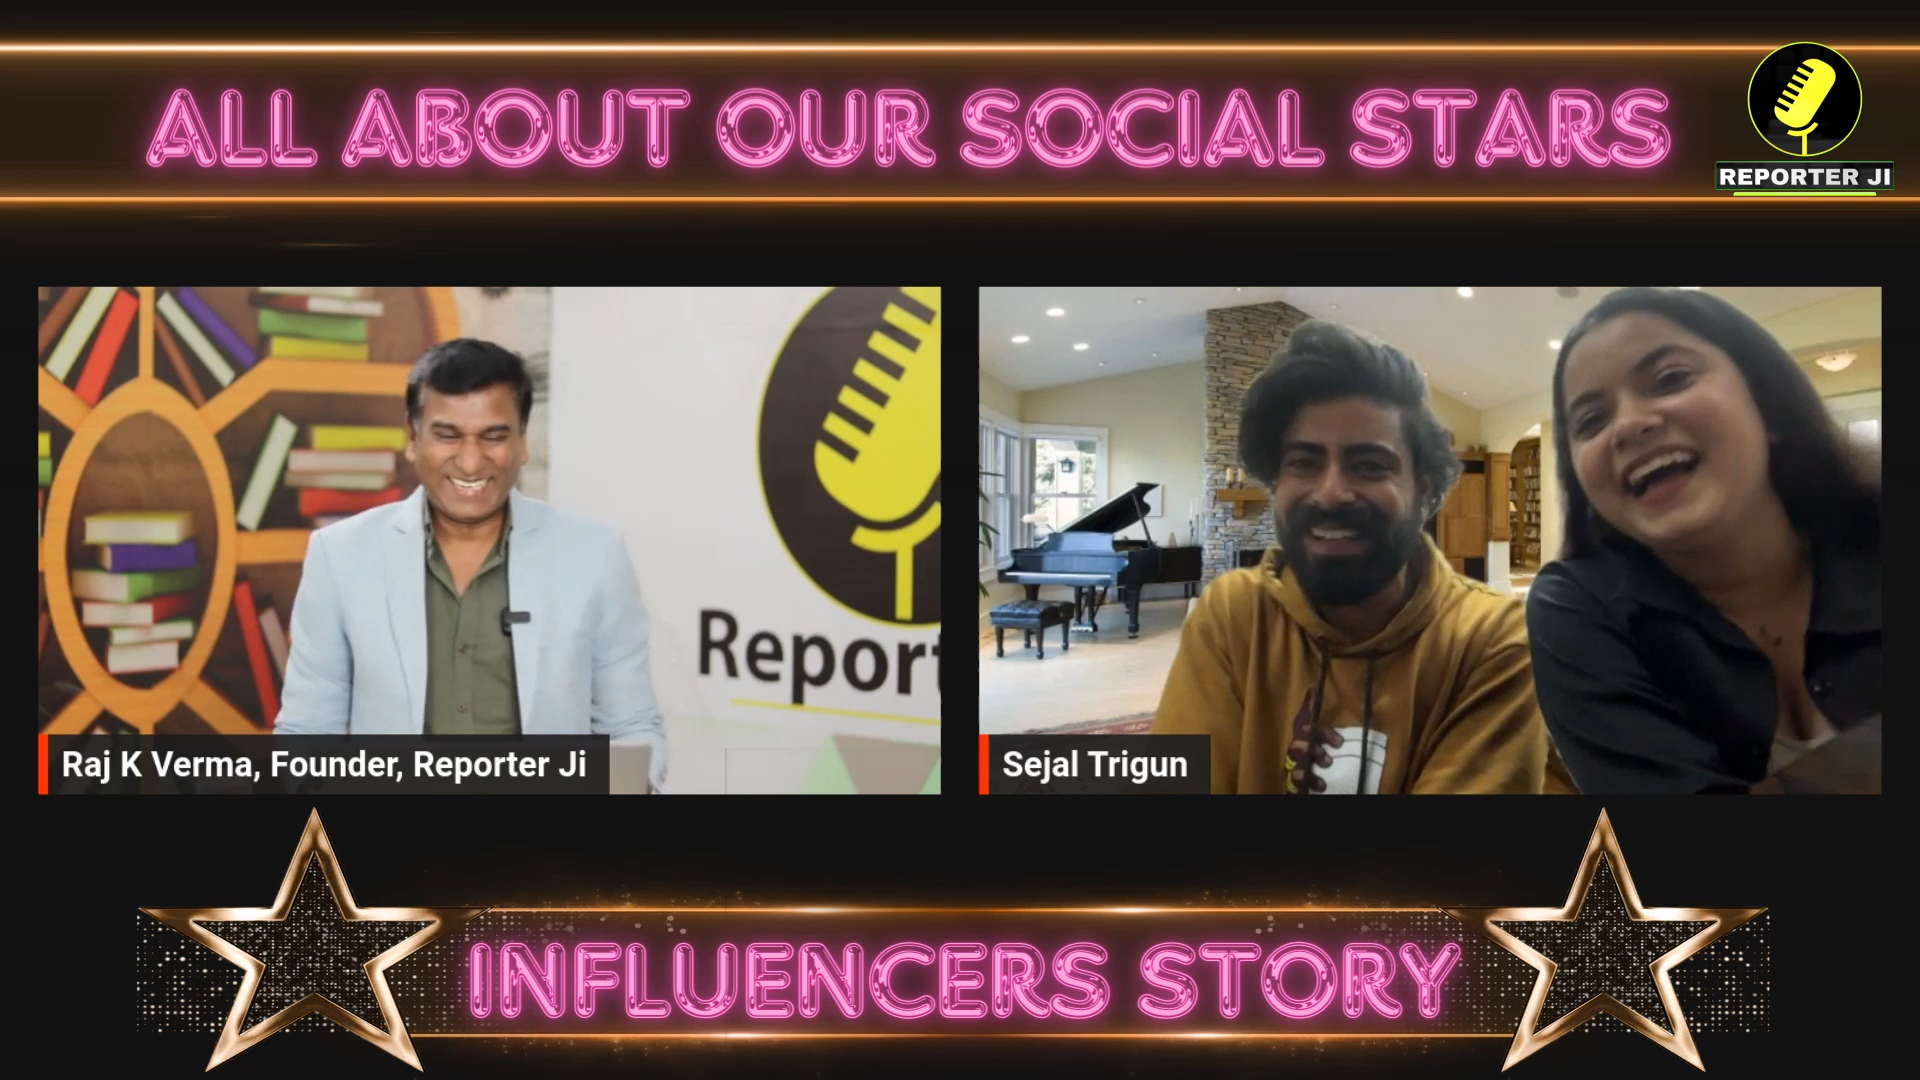 ALL ABOUT OUR SOCIAL STARS
REPORTER JI
Report
Raj K Verma, Founder, Reporter Ji
Sejal Trigun
INFLUENCERS STORY